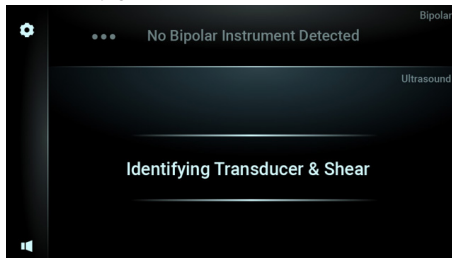 Bipolar
No Bipolar Instrument Detected
Ultrasound
Identifying Transducer & Shear